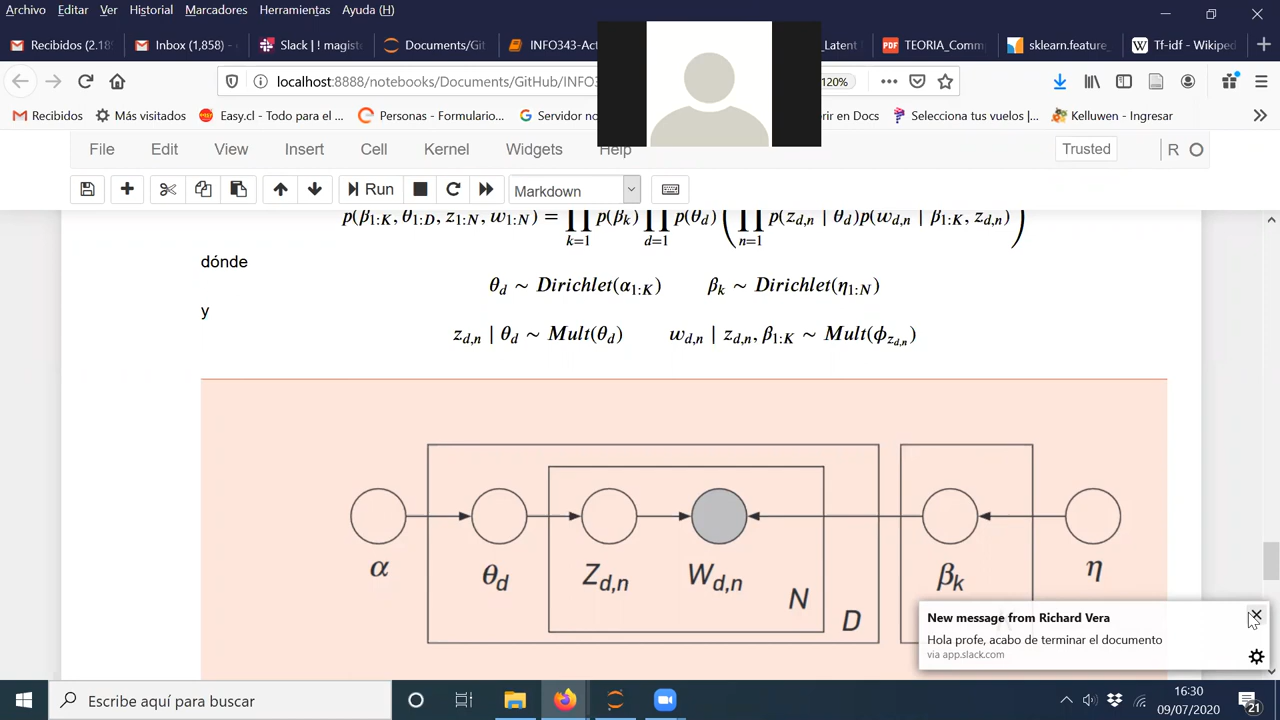 Archivo Editar Ver Historial Marcadores Herramientas Ayuda (H)
Recibidos (2.18 Inbox (1,858) - Slack | ! magist Documents/Git INFO343-Act _Latent TEORIA_Comm sklearn.feature_ Tf-idf - Wikiped
localhost:8888/notebooks/Documents/GitHub/INFO3 120%
Recibidos Más visitados Easy.cl - Todo para el ... Personas - Formulario... Servidor no rir en Docs Selecciona tus vuelos |... Kelluwen - Ingresar
File Edit View Insert Cell Kernel Widgets Help Trusted R
Run Markdown
p(β1:K, θ1:D, z1:N, w1:N) = ∏ p(βk) ∏ p(θd) ( ∏ p(zd,n | θd)p(wd,n | β1:K, zd,n) )
k=1 d=1 n=1
dónde
θd ∼ Dirichlet(α1:K) βk ∼ Dirichlet(η1:N)
y
zd,n | θd ∼ Mult(θd) wd,n | zd,n, β1:K ∼ Mult(ϕzd,n)
α θd Zd,n Wd,n N D βk η
New message from Richard Vera
Hola profe, acabo de terminar el documento
via app.slack.com
Escribe aquí para buscar
16:30
09/07/2020
21